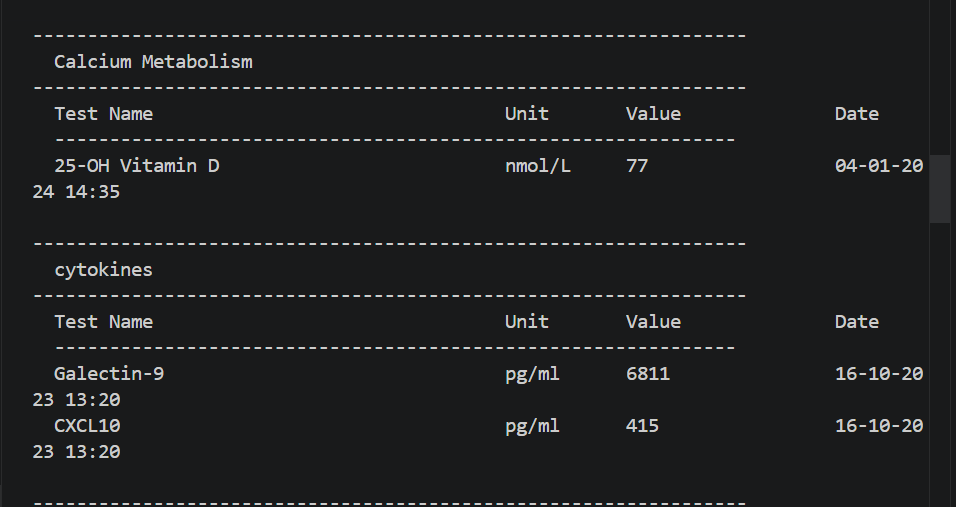 -----------------------------------------------------------------
Calcium Metabolism
-----------------------------------------------------------------
Test Name Unit Value Date
--------------------------------------------------------------
25-OH Vitamin D nmol/L 77 04-01-20
24 14:35
-----------------------------------------------------------------
cytokines
-----------------------------------------------------------------
Test Name Unit Value Date
--------------------------------------------------------------
Galectin-9 pg/ml 6811 16-10-20
23 13:20
CXCL10 pg/ml 415 16-10-20
23 13:20
-----------------------------------------------------------------